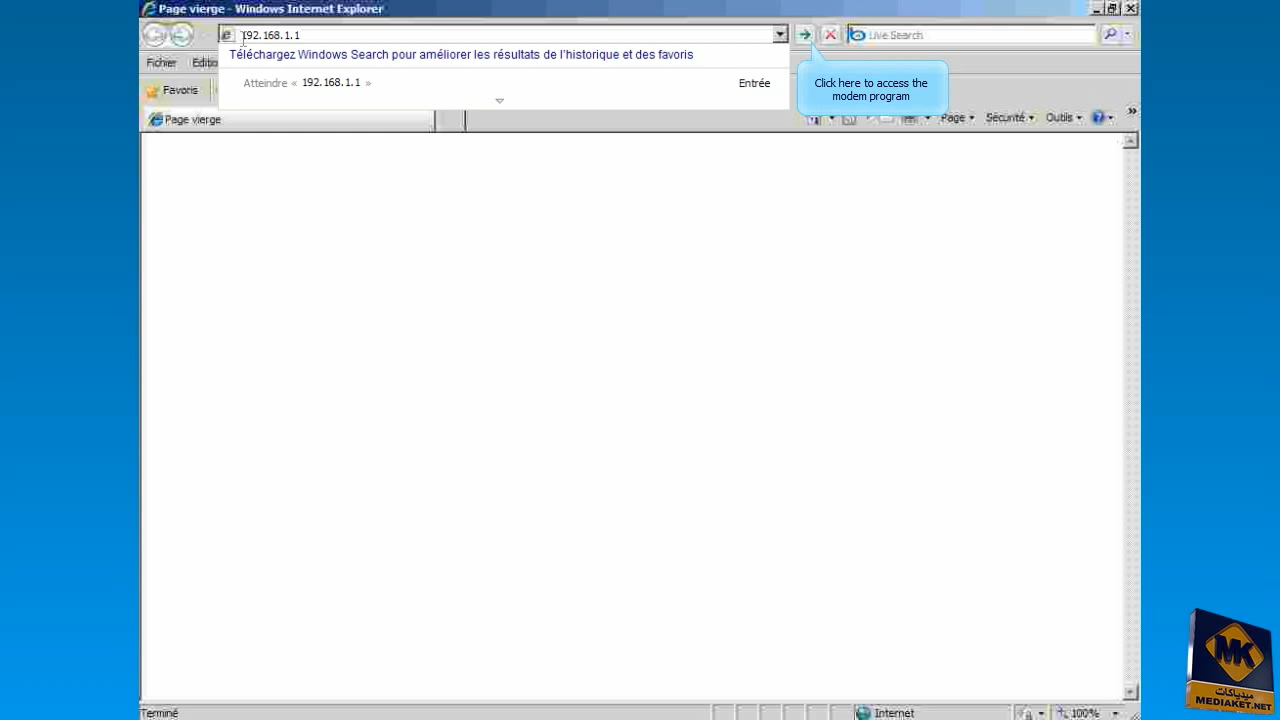 Page vierge - Windows Internet Explorer
192.168.1.1
Live Search
Téléchargez Windows Search pour améliorer les résultats de l'historique et des favoris
Fichier
Atteindre « 192.168.1.1 »
Entrée
Click here to access the
modem program
Favoris
Page vierge
Page
Sécurité
Outils
»
MK
ميدياكات
MEDIAKET.NET
Terminé
Internet
100%